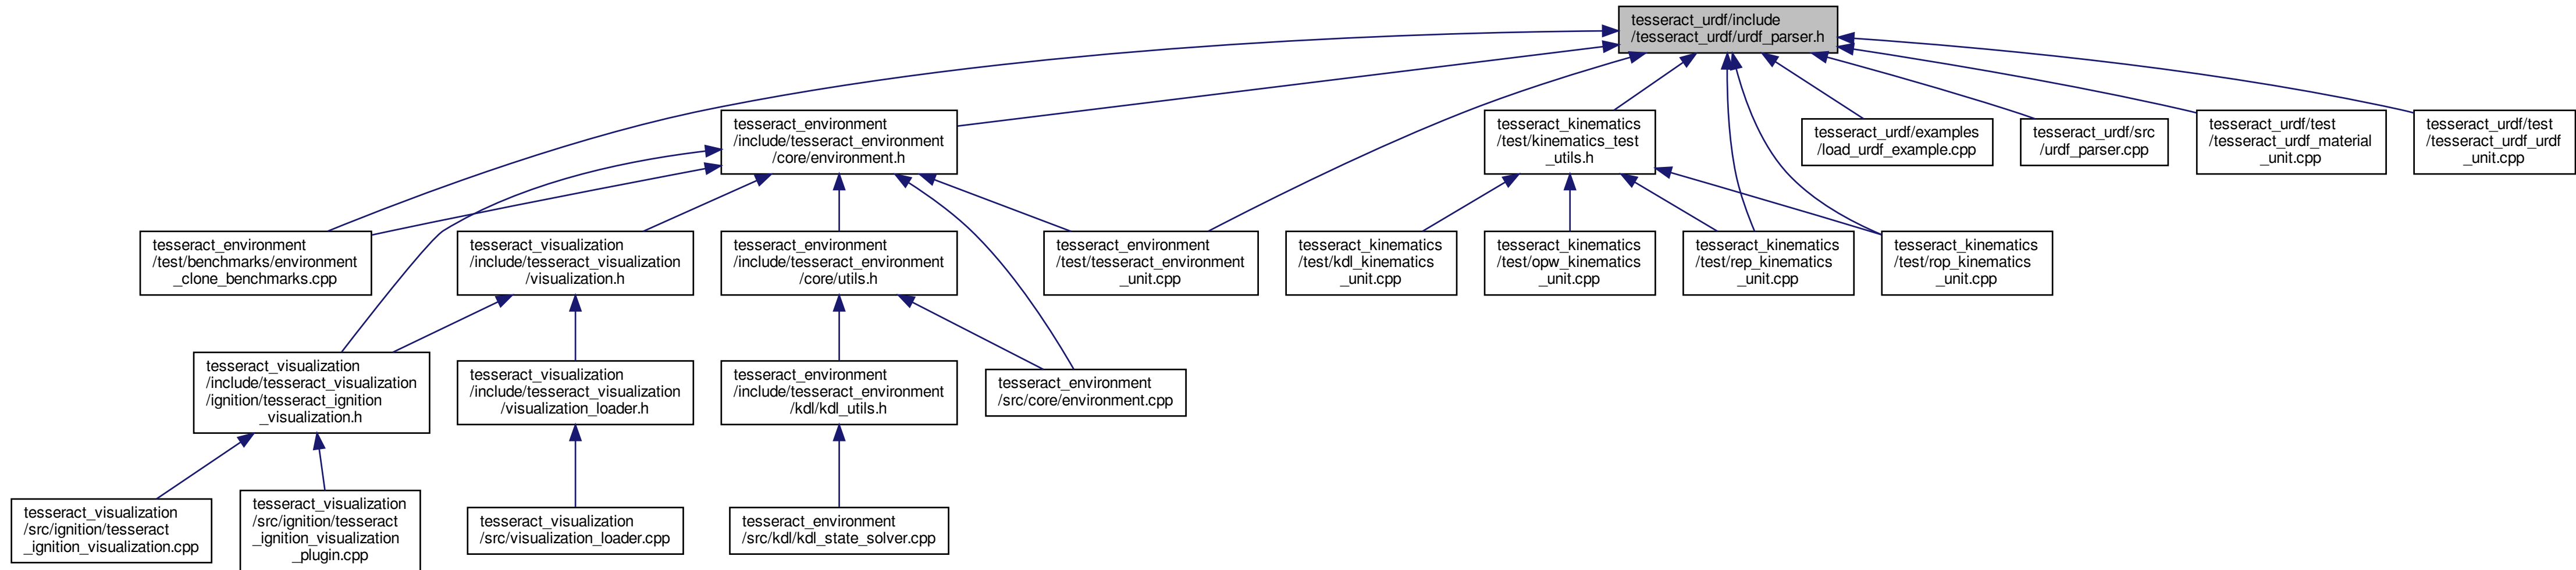 tesseract_urdf/include
/tesseract_urdf/urdf_parser.h
tesseract_environment
/include/tesseract_environment
/core/environment.h
tesseract_kinematics
/test/kinematics_test
_utils.h
tesseract_urdf/examples
/load_urdf_example.cpp
tesseract_urdf/src
/urdf_parser.cpp
tesseract_urdf/test
/tesseract_urdf_material
_unit.cpp
tesseract_urdf/test
/tesseract_urdf_urdf
_unit.cpp
tesseract_environment
/test/benchmarks/environment
_clone_benchmarks.cpp
tesseract_visualization
/include/tesseract_visualization
/visualization.h
tesseract_environment
/include/tesseract_environment
/core/utils.h
tesseract_environment
/test/tesseract_environment
_unit.cpp
tesseract_kinematics
/test/kdl_kinematics
_unit.cpp
tesseract_kinematics
/test/opw_kinematics
_unit.cpp
tesseract_kinematics
/test/rep_kinematics
_unit.cpp
tesseract_kinematics
/test/rop_kinematics
_unit.cpp
tesseract_visualization
/include/tesseract_visualization
/ignition/tesseract_ignition
_visualization.h
tesseract_visualization
/include/tesseract_visualization
/visualization_loader.h
tesseract_environment
/include/tesseract_environment
/kdl/kdl_utils.h
tesseract_environment
/src/core/environment.cpp
tesseract_visualization
/src/ignition/tesseract
_ignition_visualization.cpp
tesseract_visualization
/src/ignition/tesseract
_ignition_visualization
_plugin.cpp
tesseract_visualization
/src/visualization_loader.cpp
tesseract_environment
/src/kdl/kdl_state_solver.cpp